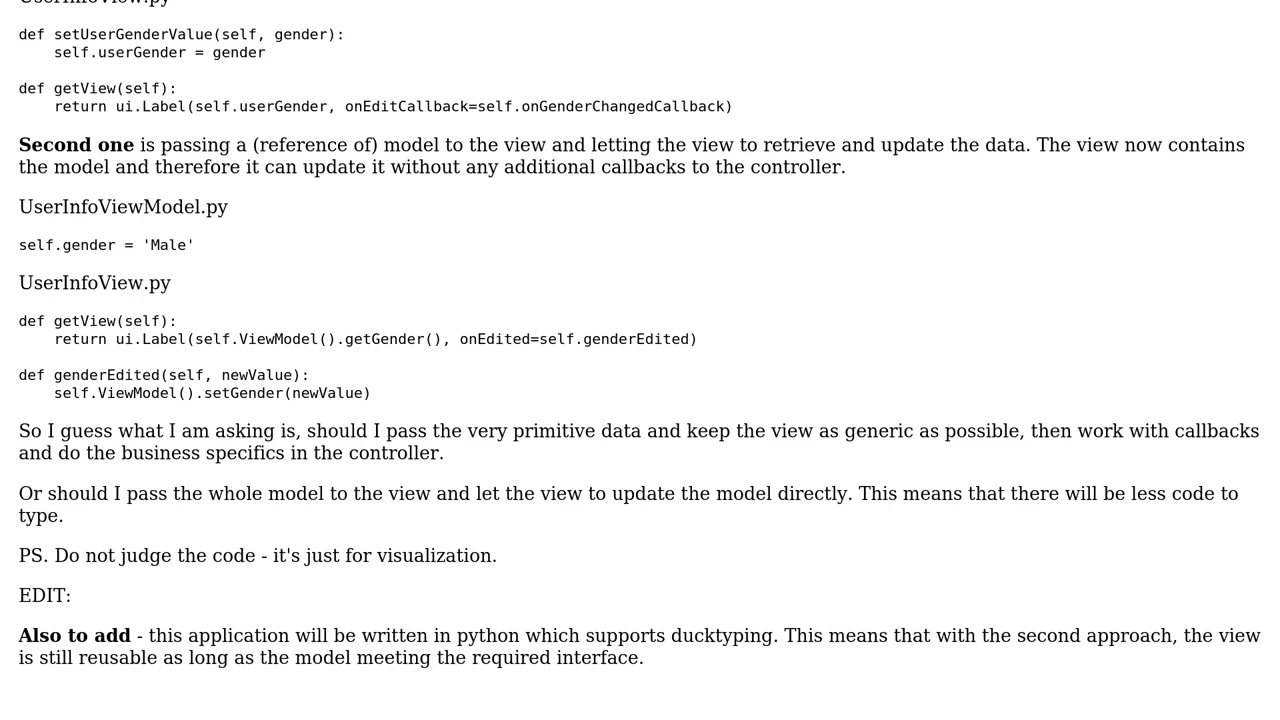 UserInfoView.py
def setUserGenderValue(self, gender):
    self.userGender = gender
def getView(self):
    return ui.Label(self.userGender, onEditCallback=self.onGenderChangedCallback)
Second one is passing a (reference of) model to the view and letting the view to retrieve and update the data. The view now contains
the model and therefore it can update it without any additional callbacks to the controller.
UserInfoViewModel.py
self.gender = 'Male'
UserInfoView.py
def getView(self):
    return ui.Label(self.ViewModel().getGender(), onEdited=self.genderEdited)
def genderEdited(self, newValue):
    self.ViewModel().setGender(newValue)
So I guess what I am asking is, should I pass the very primitive data and keep the view as generic as possible, then work with callbacks
and do the business specifics in the controller.
Or should I pass the whole model to the view and let the view to update the model directly. This means that there will be less code to
type.
PS. Do not judge the code - it's just for visualization.
EDIT:
Also to add - this application will be written in python which supports ducktyping. This means that with the second approach, the view
is still reusable as long as the model meeting the required interface.